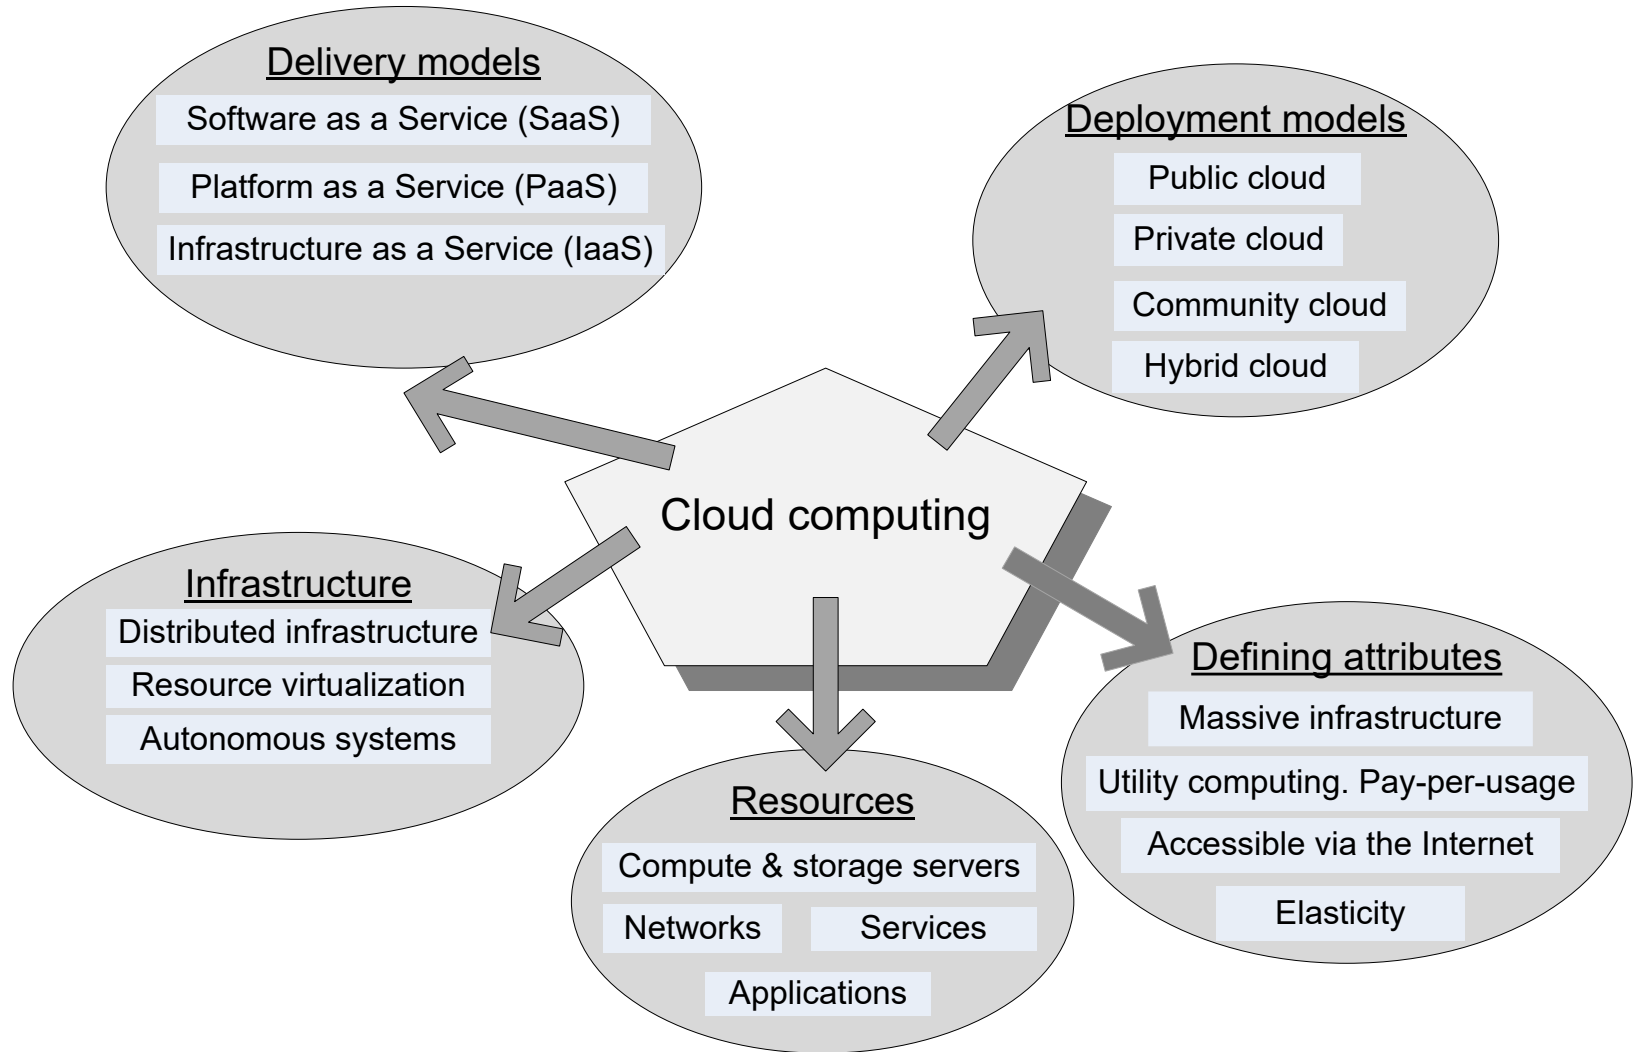 Delivery models
Software as a Service (SaaS)
Platform as a Service (PaaS)
Infrastructure as a Service (IaaS)
Deployment models
Public cloud
Private cloud
Community cloud
Hybrid cloud
Cloud computing
Infrastructure
Distributed infrastructure
Resource virtualization
Autonomous systems
Resources
Compute & storage servers
Networks
Services
Applications
Defining attributes
Massive infrastructure
Utility computing. Pay-per-usage
Accessible via the Internet
Elasticity